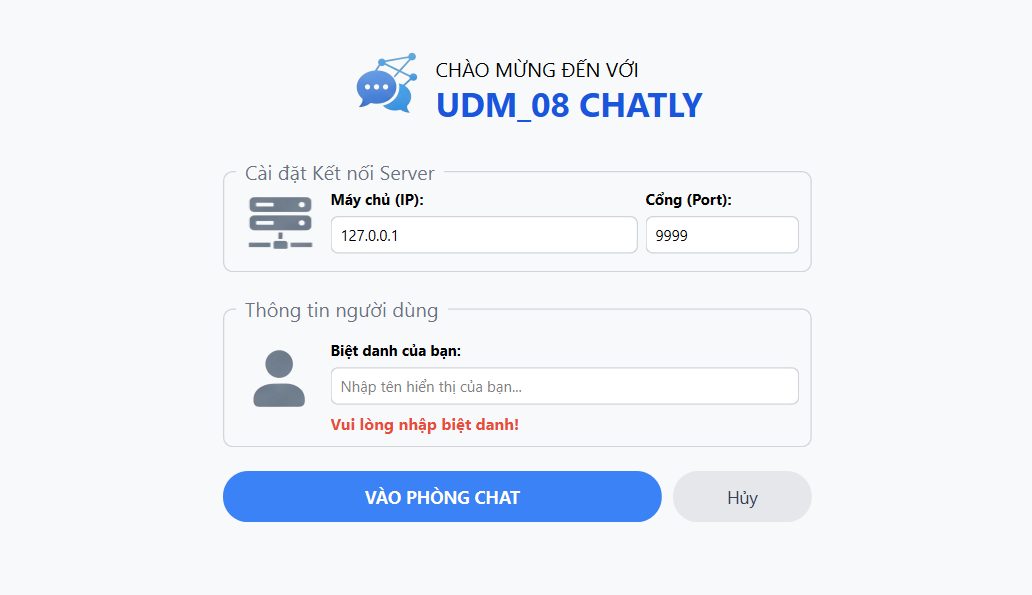 CHÀO MỪNG ĐẾN VỚI
UDM_08 CHATLY
Cài đặt Kết nối Server
Máy chủ (IP):
Cổng (Port):
127.0.0.1
9999
Thông tin người dùng
Biệt danh của bạn:
Nhập tên hiển thị của bạn...
Vui lòng nhập biệt danh!
VÀO PHÒNG CHAT
Hủy